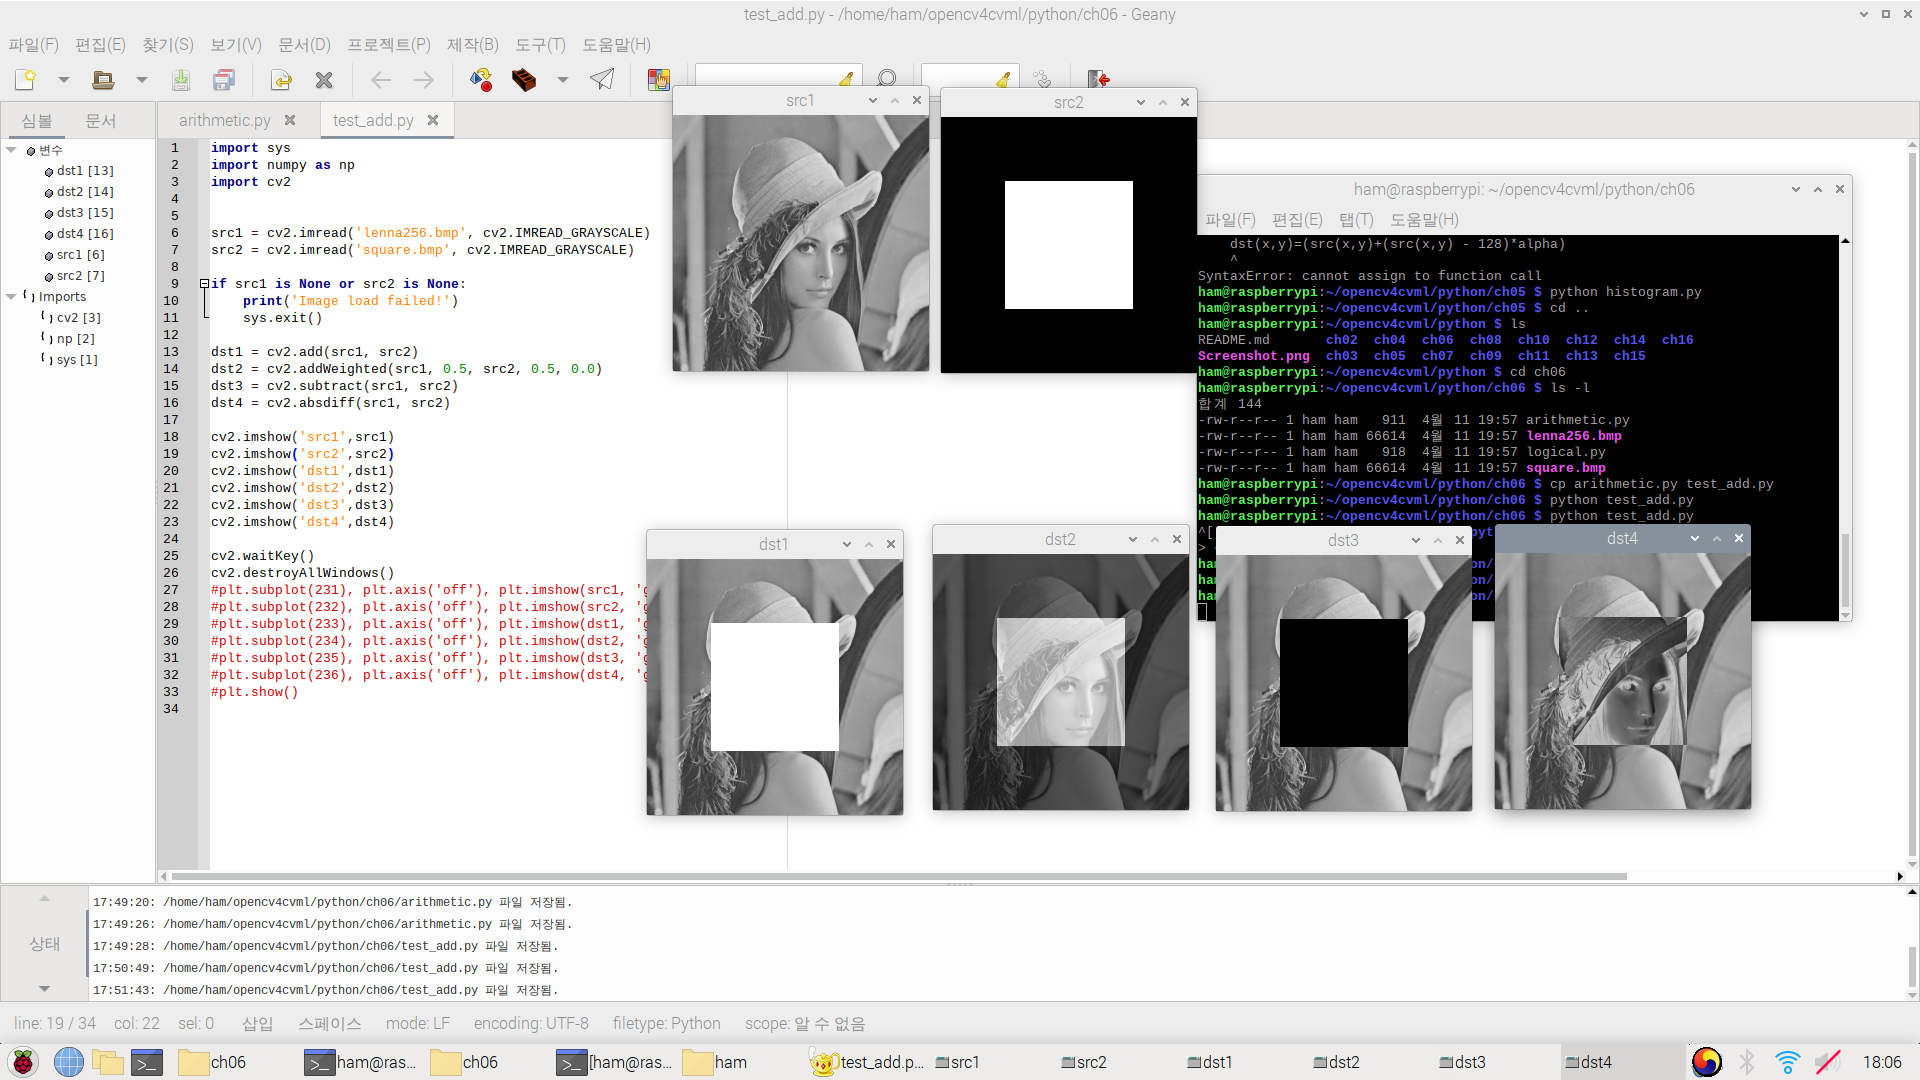 test_add.py - /home/ham/opencv4cvml/python/ch06 - Geany
파일(F) 편집(E) 찾기(S) 보기(V) 문서(D) 프로젝트(P) 제작(B) 도구(T) 도움말(H)
심볼 문서
변수
dst1 [13]
dst2 [14]
dst3 [15]
dst4 [16]
src1 [6]
src2 [7]
Imports
cv2 [3]
np [2]
sys [1]
arithmetic.py test_add.py
1 import sys
2 import numpy as np
3 import cv2
4
5
6 src1 = cv2.imread('lenna256.bmp', cv2.IMREAD_GRAYSCALE)
7 src2 = cv2.imread('square.bmp', cv2.IMREAD_GRAYSCALE)
8
9 if src1 is None or src2 is None:
10 print('Image load failed!')
11 sys.exit()
12
13 dst1 = cv2.add(src1, src2)
14 dst2 = cv2.addWeighted(src1, 0.5, src2, 0.5, 0.0)
15 dst3 = cv2.subtract(src1, src2)
16 dst4 = cv2.absdiff(src1, src2)
17
18 cv2.imshow('src1',src1)
19 cv2.imshow('src2',src2)
20 cv2.imshow('dst1',dst1)
21 cv2.imshow('dst2',dst2)
22 cv2.imshow('dst3',dst3)
23 cv2.imshow('dst4',dst4)
24
25 cv2.waitKey()
26 cv2.destroyAllWindows()
27 #plt.subplot(231), plt.axis('off'), plt.imshow(src1, '
28 #plt.subplot(232), plt.axis('off'), plt.imshow(src2, '
29 #plt.subplot(233), plt.axis('off'), plt.imshow(dst1, '
30 #plt.subplot(234), plt.axis('off'), plt.imshow(dst2, '
31 #plt.subplot(235), plt.axis('off'), plt.imshow(dst3, '
32 #plt.subplot(236), plt.axis('off'), plt.imshow(dst4, '
33 #plt.show()
34
src1
src2
ham@raspberrypi: ~/opencv4cvml/python/ch06
파일(F) 편집(E) 탭(T) 도움말(H)
dst(x,y)=(src(x,y)+(src(x,y) - 128)*alpha)
^
SyntaxError: cannot assign to function call
ham@raspberrypi:~/opencv4cvml/python/ch05 $ python histogram.py
ham@raspberrypi:~/opencv4cvml/python/ch05 $ cd ..
ham@raspberrypi:~/opencv4cvml/python $ ls
README.md ch02 ch04 ch06 ch08 ch10 ch12 ch14 ch16
Screenshot.png ch03 ch05 ch07 ch09 ch11 ch13 ch15
ham@raspberrypi:~/opencv4cvml/python $ cd ch06
ham@raspberrypi:~/opencv4cvml/python/ch06 $ ls -l
합계 144
-rw-r--r-- 1 ham ham 911 4월 11 19:57 arithmetic.py
-rw-r--r-- 1 ham ham 66614 4월 11 19:57 lenna256.bmp
-rw-r--r-- 1 ham ham 918 4월 11 19:57 logical.py
-rw-r--r-- 1 ham ham 66614 4월 11 19:57 square.bmp
ham@raspberrypi:~/opencv4cvml/python/ch06 $ cp arithmetic.py test_add.py
ham@raspberrypi:~/opencv4cvml/python/ch06 $ python test_add.py
ham@raspberrypi:~/opencv4cvml/python/ch06 $ python test_add.py
^[
>
ha
ha
ha
dst1
dst2
dst3
dst4
상태
17:49:20: /home/ham/opencv4cvml/python/ch06/arithmetic.py 파일 저장됨.
17:49:26: /home/ham/opencv4cvml/python/ch06/arithmetic.py 파일 저장됨.
17:49:28: /home/ham/opencv4cvml/python/ch06/test_add.py 파일 저장됨.
17:50:49: /home/ham/opencv4cvml/python/ch06/test_add.py 파일 저장됨.
17:51:43: /home/ham/opencv4cvml/python/ch06/test_add.py 파일 저장됨.
line: 19 / 34 col: 22 sel: 0 삽입 스페이스 mode: LF encoding: UTF-8 filetype: Python scope: 알 수 없음
ch06 ham@ras... ch06 [ham@ras... ham test_add.p... src1 src2 dst1 dst2 dst3 dst4 18:06